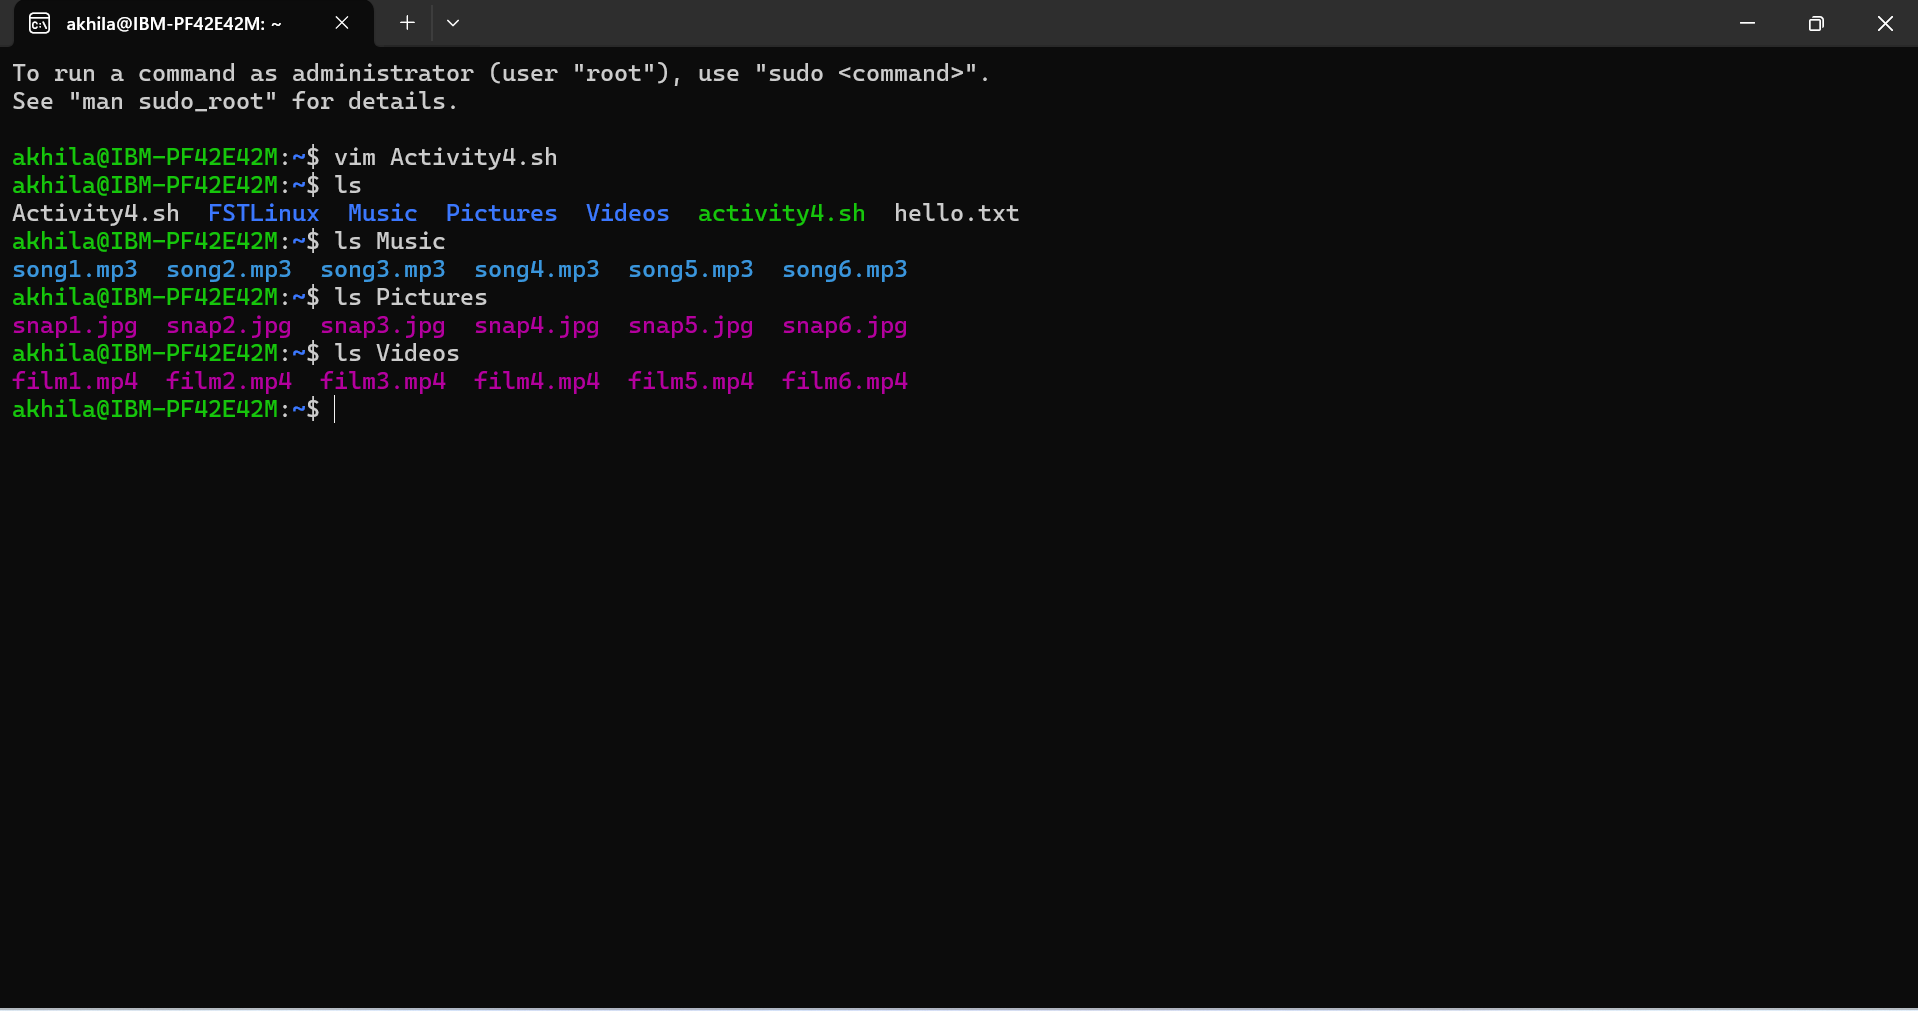 akhila@IBM-PF42E42M: ~
To run a command as administrator (user "root"), use "sudo <command>".
See "man sudo_root" for details.
akhila@IBM-PF42E42M:~$ vim Activity4.sh
akhila@IBM-PF42E42M:~$ ls
Activity4.sh  FSTLinux  Music  Pictures  Videos  activity4.sh  hello.txt
akhila@IBM-PF42E42M:~$ ls Music
song1.mp3  song2.mp3  song3.mp3  song4.mp3  song5.mp3  song6.mp3
akhila@IBM-PF42E42M:~$ ls Pictures
snap1.jpg  snap2.jpg  snap3.jpg  snap4.jpg  snap5.jpg  snap6.jpg
akhila@IBM-PF42E42M:~$ ls Videos
film1.mp4  film2.mp4  film3.mp4  film4.mp4  film5.mp4  film6.mp4
akhila@IBM-PF42E42M:~$